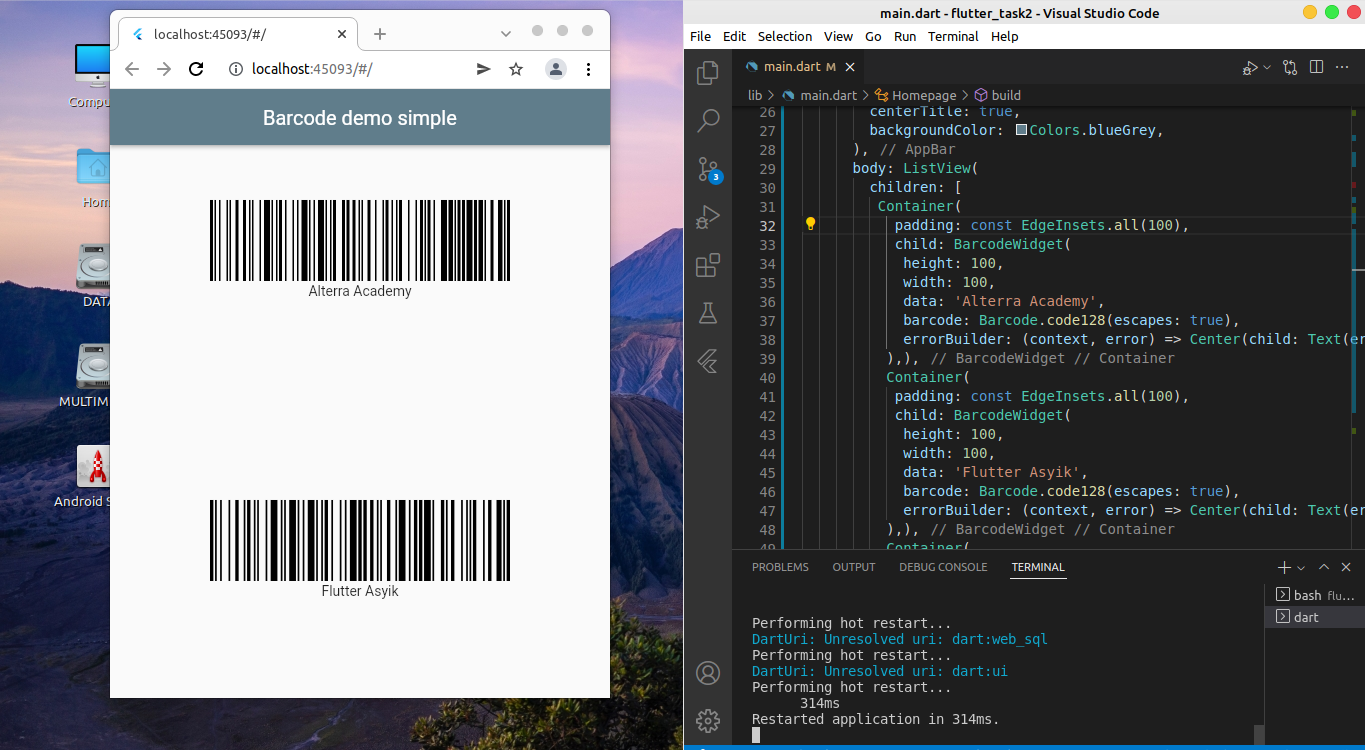 Compu
Hom
DATA
MULTIM
Android S
localhost:45093/#/
localhost:45093/#/
Barcode demo simple
Alterra Academy
Flutter Asyik
main.dart - flutter_task2 - Visual Studio Code
File Edit Selection View Go Run Terminal Help
main.dart M
lib > main.dart > Homepage > build
3
26 centerTitle: true,
27 backgroundColor: Colors.blueGrey,
28 ), // AppBar
29 body: ListView(
30 children: [
31 Container(
32 padding: const EdgeInsets.all(100),
33 child: BarcodeWidget(
34 height: 100,
35 width: 100,
36 data: 'Alterra Academy',
37 barcode: Barcode.code128(escapes: true),
38 errorBuilder: (context, error) => Center(child: Text(er
39 ),), // BarcodeWidget // Container
40 Container(
41 padding: const EdgeInsets.all(100),
42 child: BarcodeWidget(
43 height: 100,
44 width: 100,
45 data: 'Flutter Asyik',
46 barcode: Barcode.code128(escapes: true),
47 errorBuilder: (context, error) => Center(child: Text(er
48 ),), // BarcodeWidget // Container
49 Container(
PROBLEMS OUTPUT DEBUG CONSOLE TERMINAL
bash flu...
dart
Performing hot restart...
DartUri: Unresolved uri: dart:web_sql
Performing hot restart...
DartUri: Unresolved uri: dart:ui
Performing hot restart...
314ms
Restarted application in 314ms.